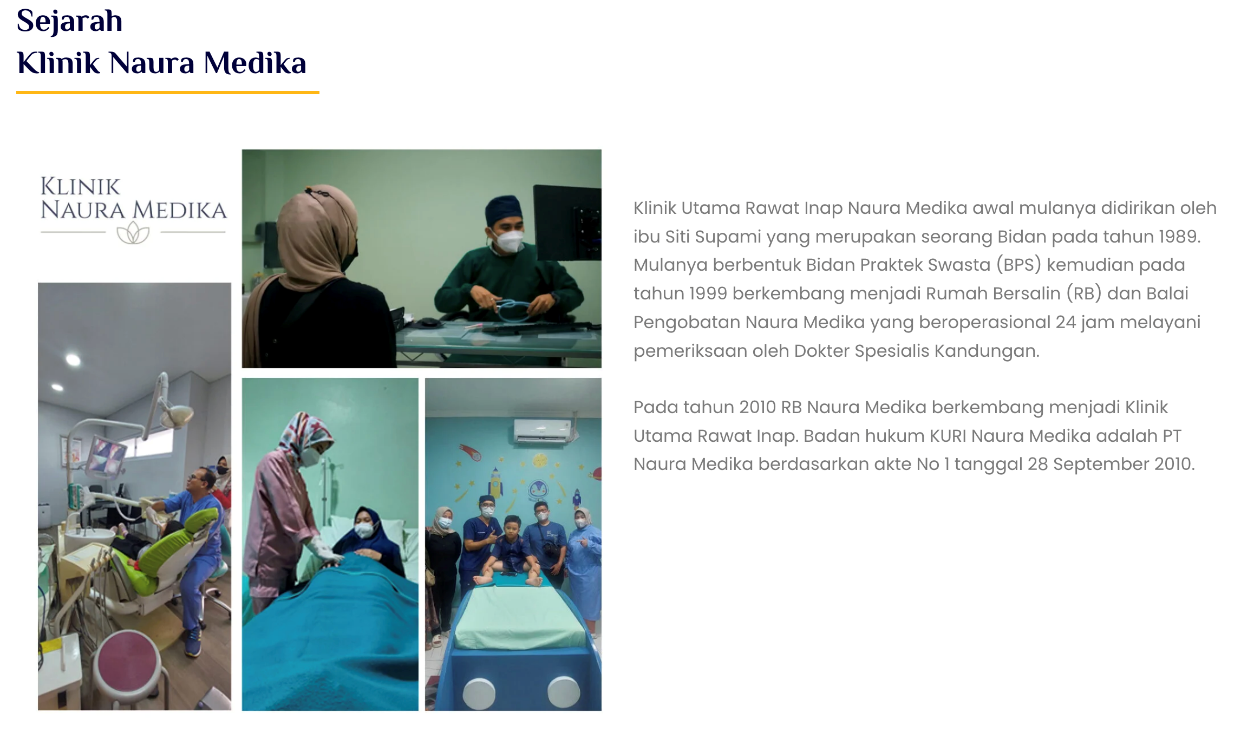 Sejarah
Klinik Naura Medika
KLINIK
NAURA MEDIKA
Klinik Utama Rawat Inap Naura Medika awal mulanya didirikan oleh
ibu Siti Supami yang merupakan seorang Bidan pada tahun 1989.
Mulanya berbentuk Bidan Praktek Swasta (BPS) kemudian pada
tahun 1999 berkembang menjadi Rumah Bersalin (RB) dan Balai
Pengobatan Naura Medika yang beroperasional 24 jam melayani
pemeriksaan oleh Dokter Spesialis Kandungan.
Pada tahun 2010 RB Naura Medika berkembang menjadi Klinik
Utama Rawat Inap. Badan hukum KURI Naura Medika adalah PT
Naura Medika berdasarkan akte No 1 tanggal 28 September 2010.